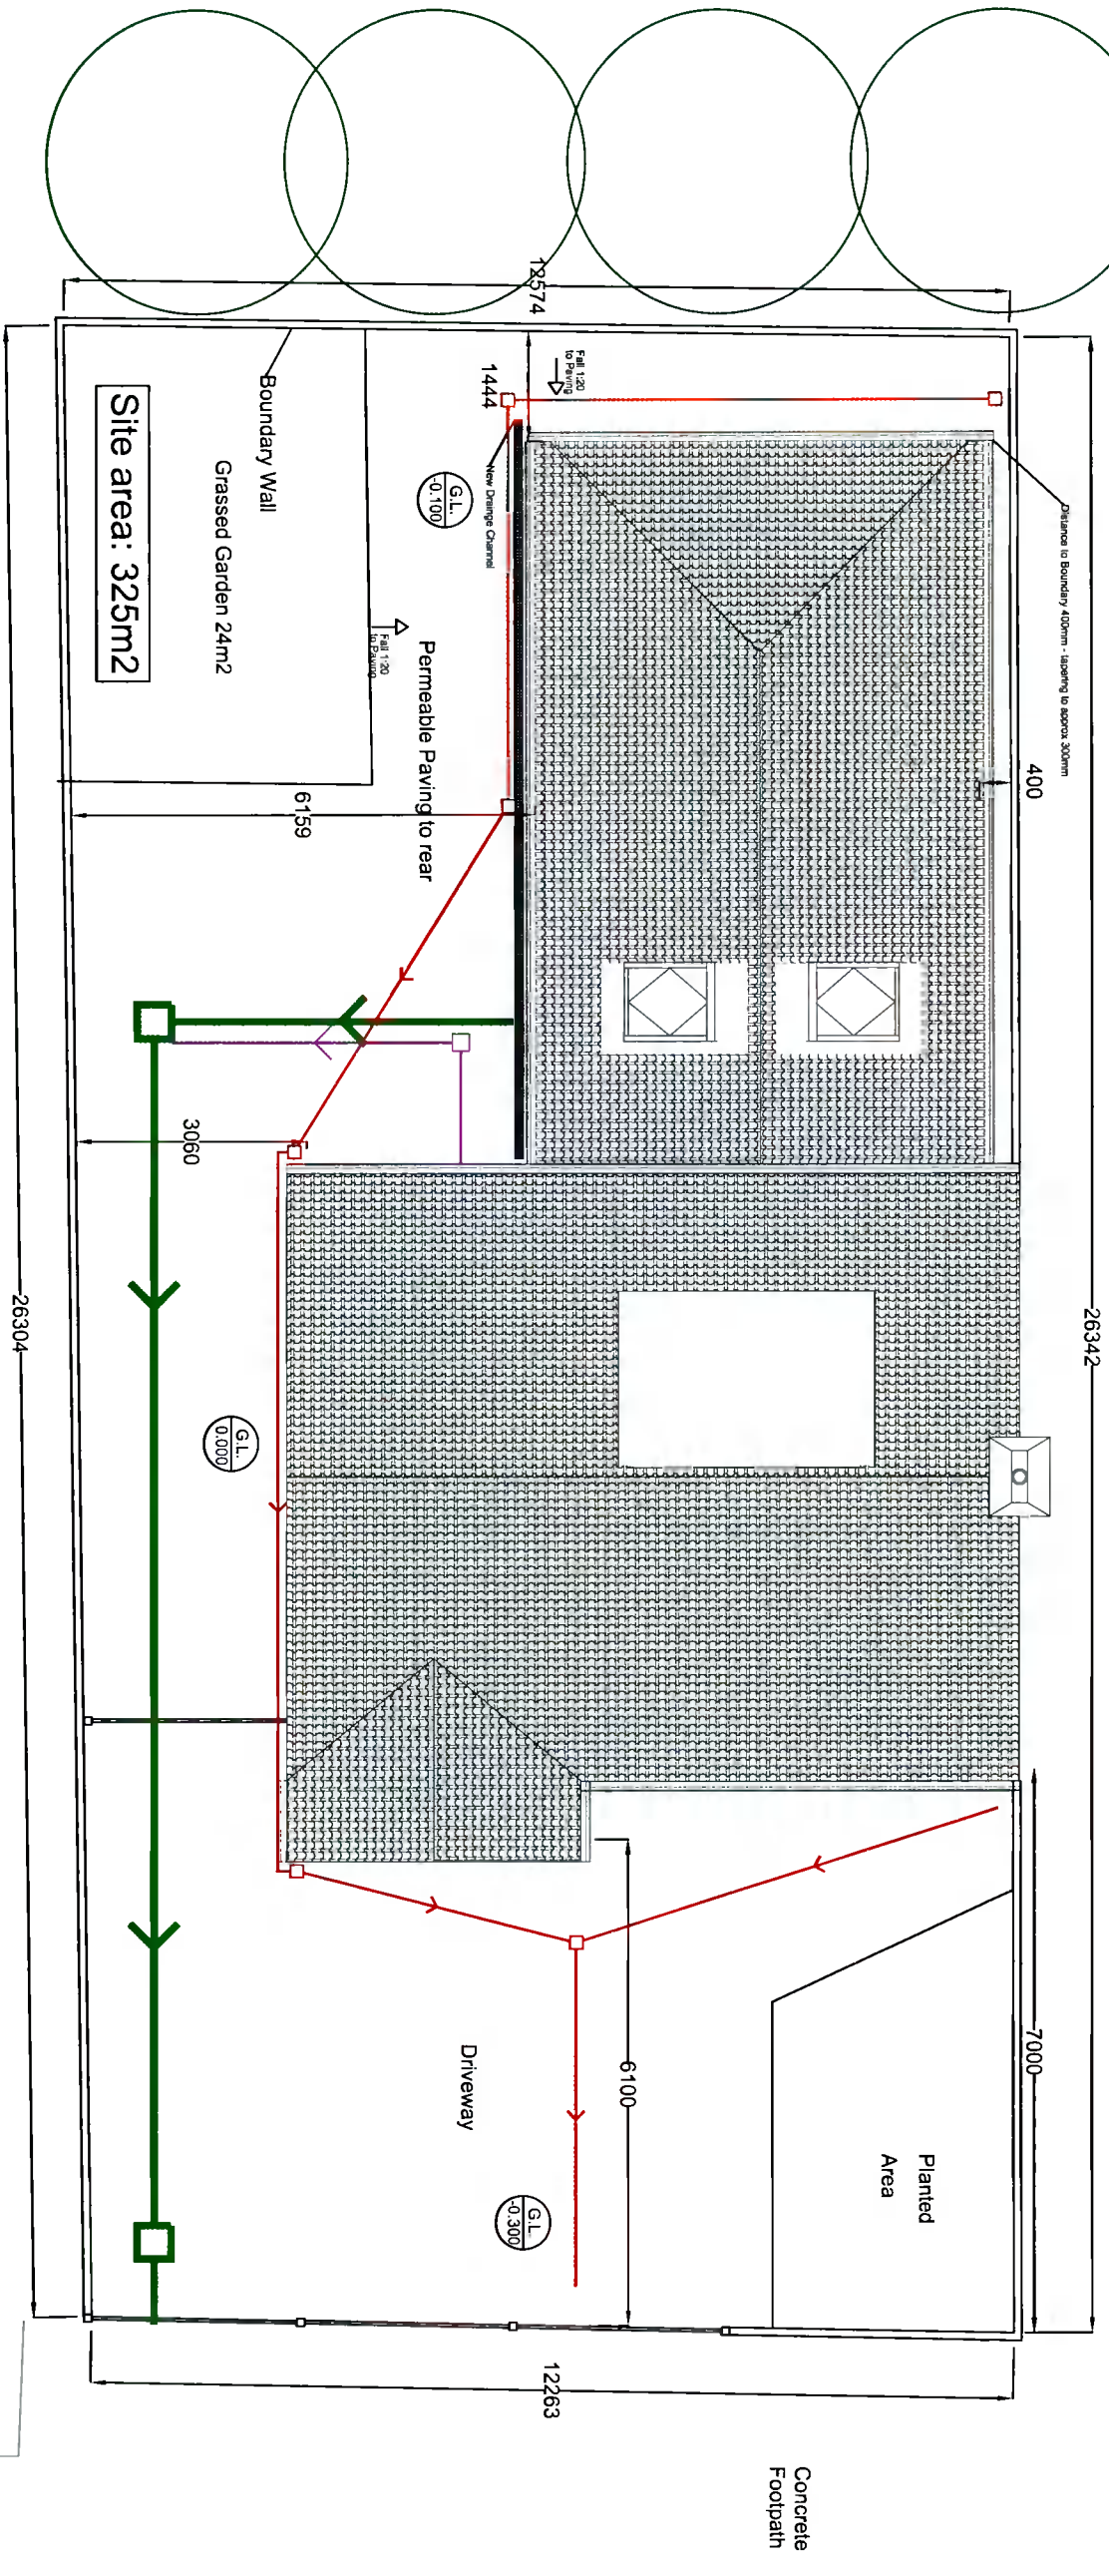 12574
26342
Distance to Boundary 400mm - tapering to approx 300mm
400
Fall 1:20
to Paving
1444
New Drainge Channel
G.L.
-0.100
Boundary Wall
Grassed Garden 24m2
Site area: 325m2
Fall 1:20
to Paving
Permeable Paving to rear
6159
3060
26304
G.L.
0.000
7000
6100
Driveway
Planted
Area
G.L.
-0.300
12263
Concrete
Footpath